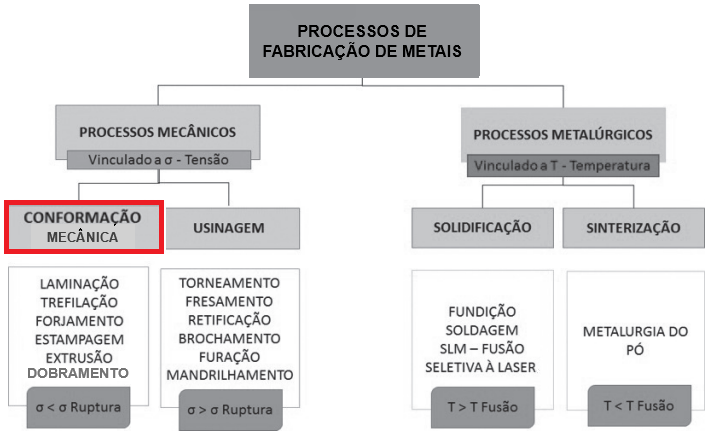 PROCESSOS DE
FABRICAÇÃO DE METAIS
PROCESSOS MECÂNICOS
Vinculado a σ - Tensão
PROCESSOS METALÚRGICOS
Vinculado a T - Temperatura
CONFORMAÇÃO
MECÂNICA
USINAGEM
SOLIDIFICAÇÃO
SINTERIZAÇÃO
LAMINAÇÃO
TREFILAÇÃO
FORJAMENTO
ESTAMPAGEM
EXTRUSÃO
DOBRAMENTO
σ < σ Ruptura
TORNEAMENTO
FRESAMENTO
RETIFICAÇÃO
BROCHAMENTO
FURAÇÃO
MANDRILHAMENTO
σ > σ Ruptura
FUNDIÇÃO
SOLDAGEM
SLM – FUSÃO
SELETIVA À LASER
T > T Fusão
METALURGIA DO
PÓ
T < T Fusão